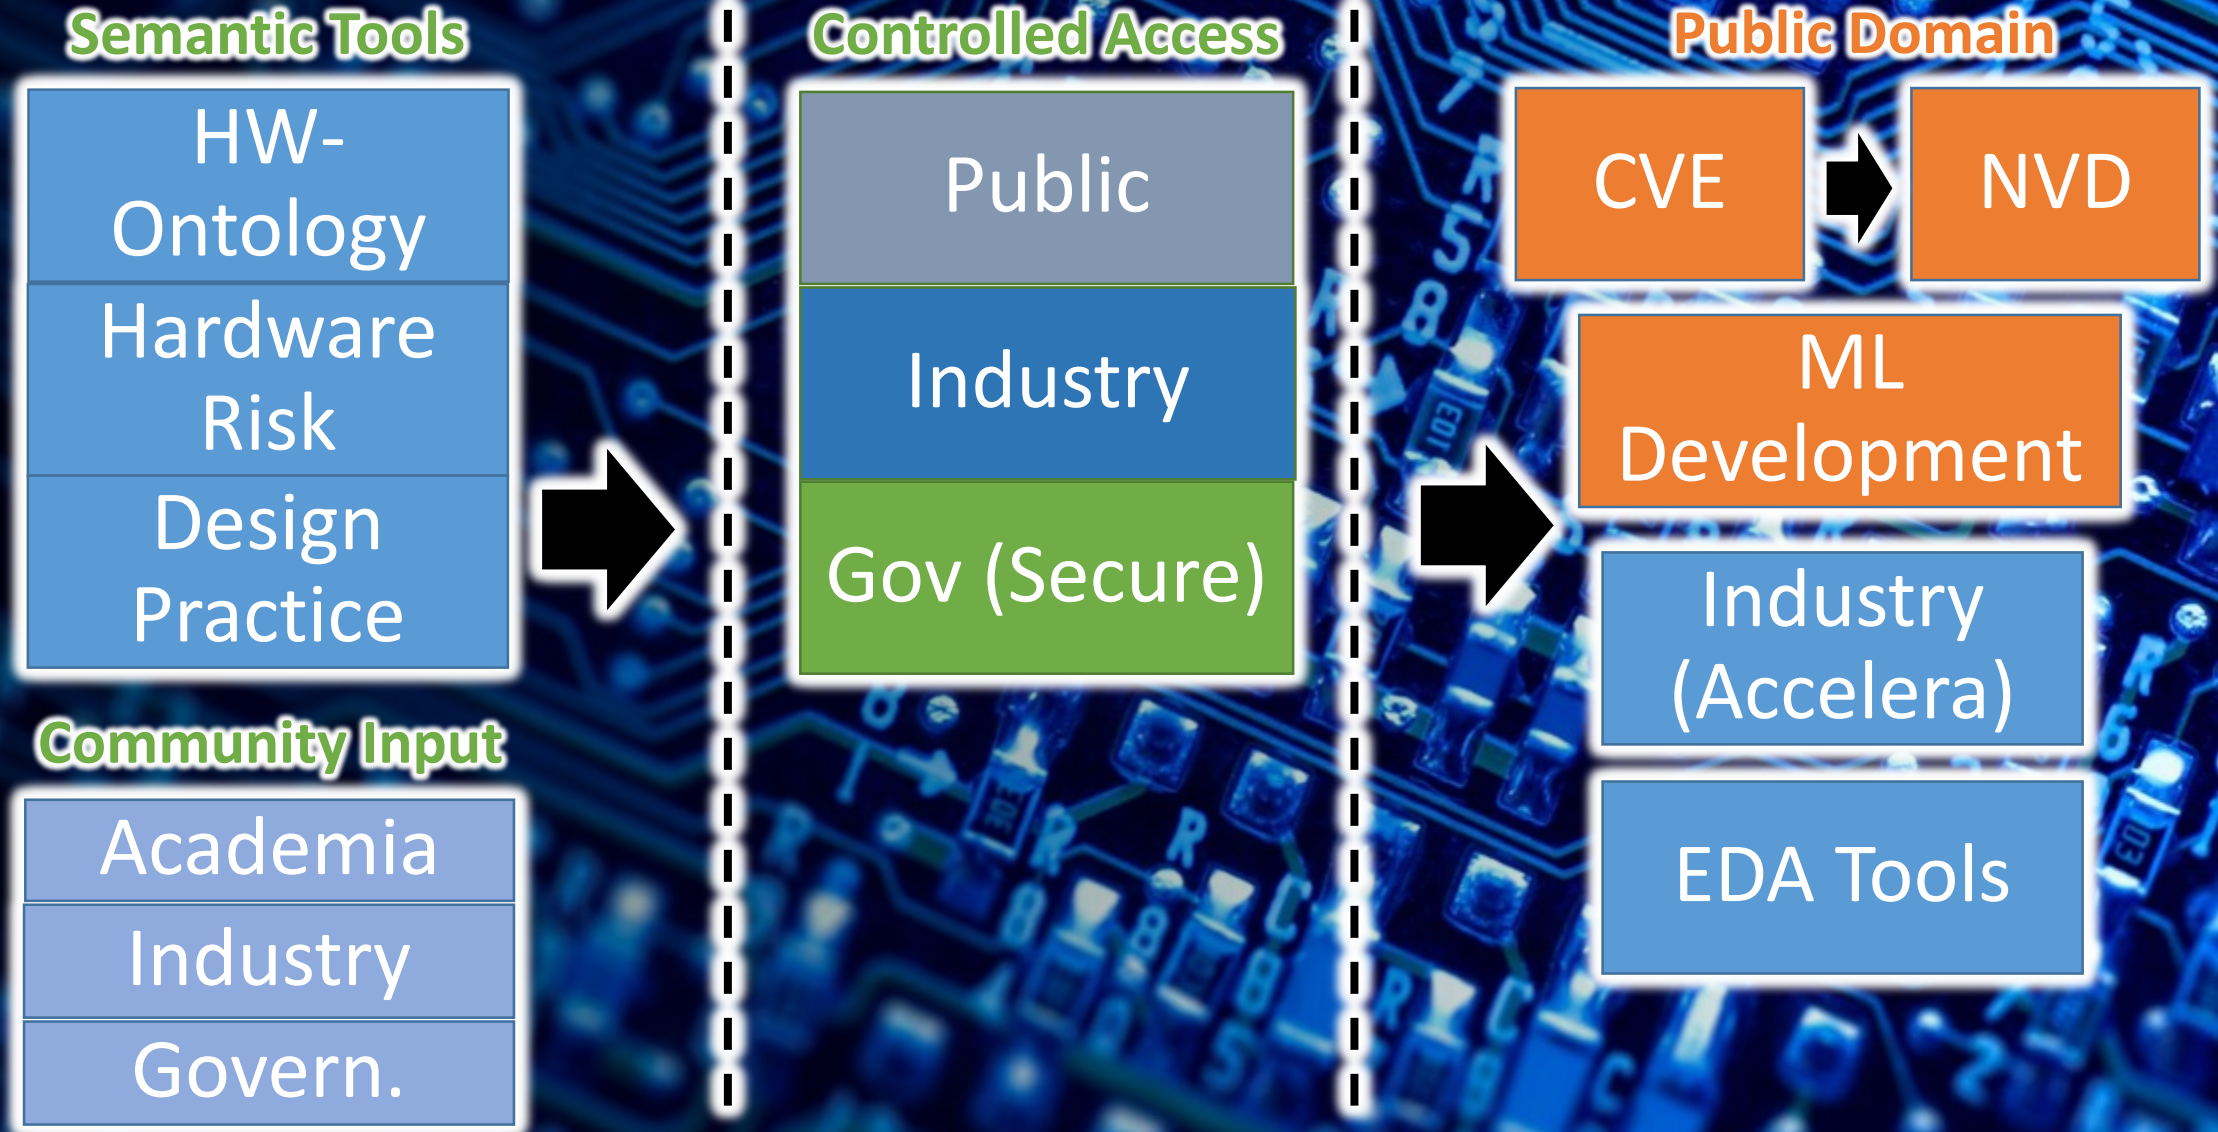 Semantic Tools
HW-
Ontology
Hardware
Risk
Design
Practice
Community Input
Academia
Industry
Govern.
Controlled Access
Public
Industry
Gov (Secure)
Public Domain
CVE
NVD
ML
Development
Industry
(Accelera)
EDA Tools